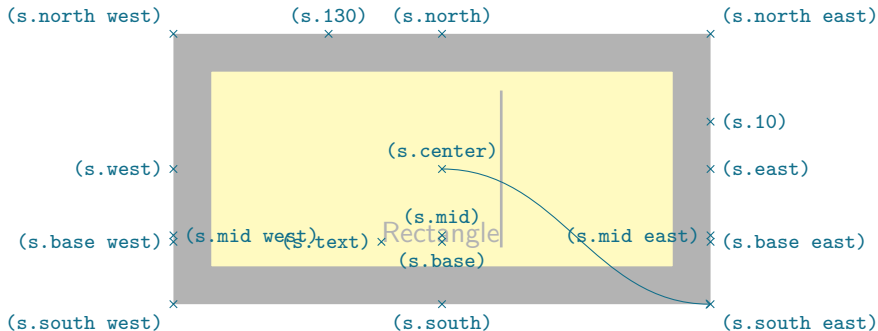 (s.north west)
(s.130)
(s.north)
(s.north east)
(s.10)
(s.center)
(s.west)
(s.east)
(s.mid)
(s.mid west)
(s.mid east)
(s.base west)
(s.text)
Rectangle
(s.base east)
(s.base)
(s.south west)
(s.south)
(s.south east)